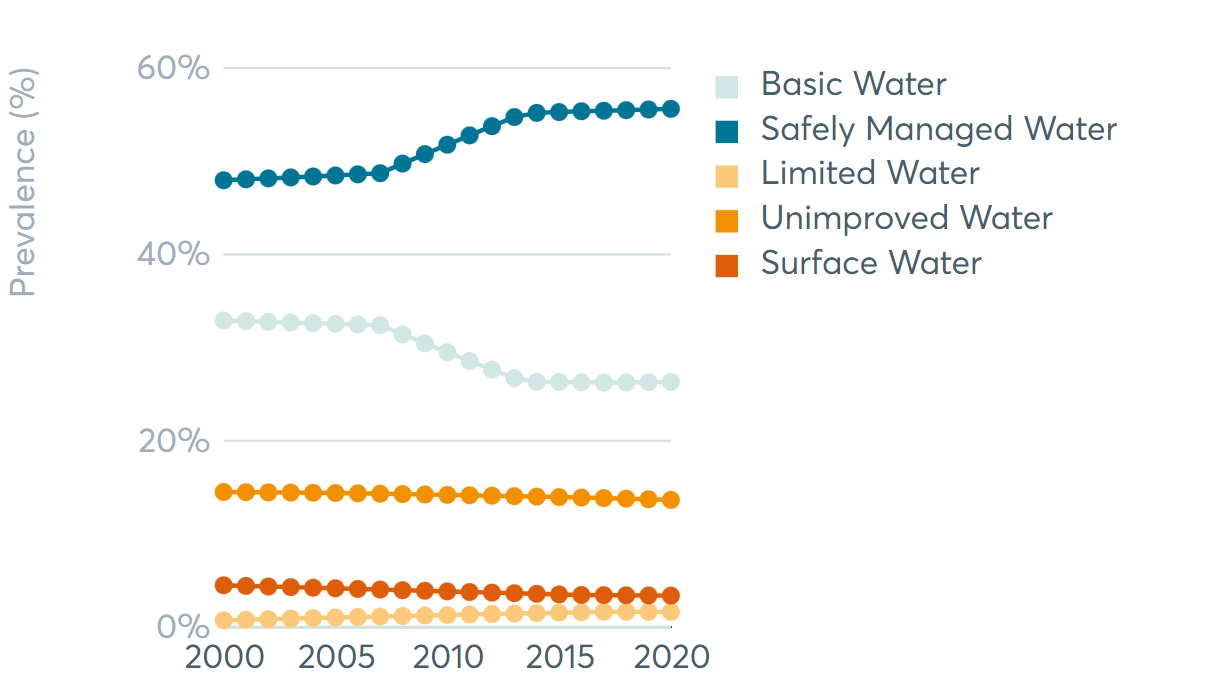 Prevalence (%)
60%
40%
20%
0%
2000 2005 2010 2015 2020
Basic Water
Safely Managed Water
Limited Water
Unimproved Water
Surface Water